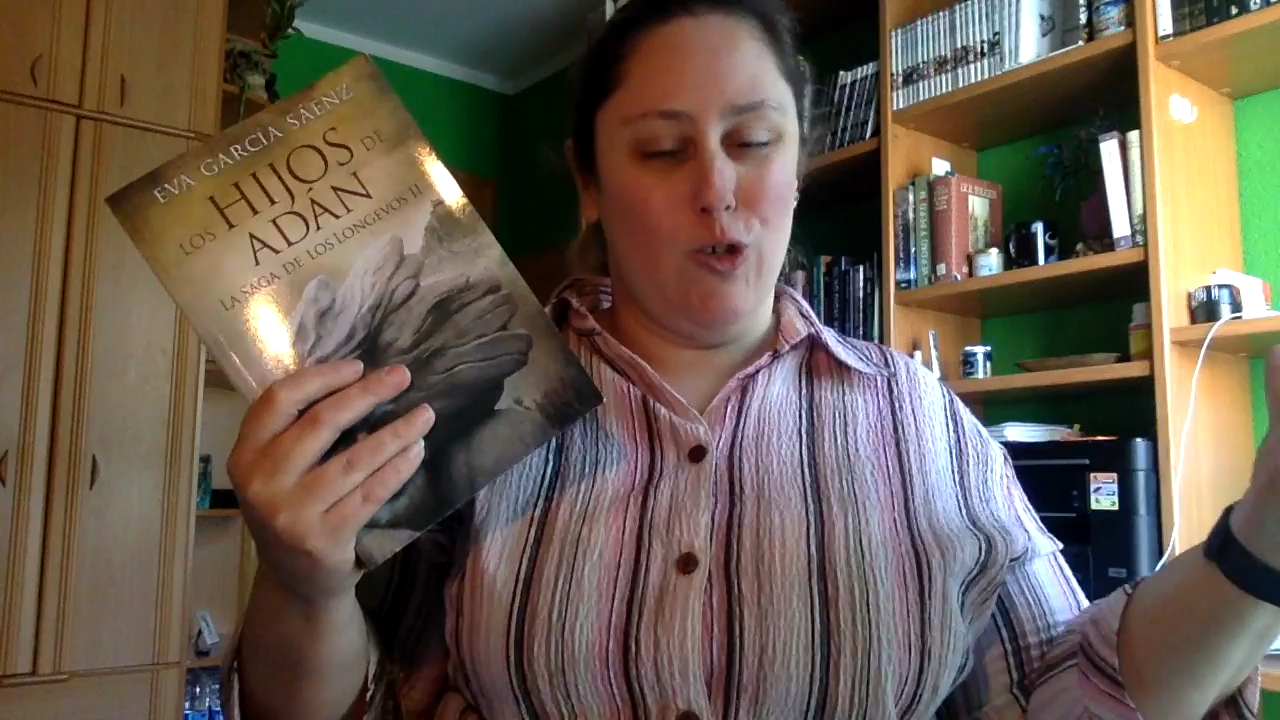 EVA GARCÍA SÁENZ
LOS HIJOS DE
ADÁN
LA SAGA DE LOS LONGEVOS II